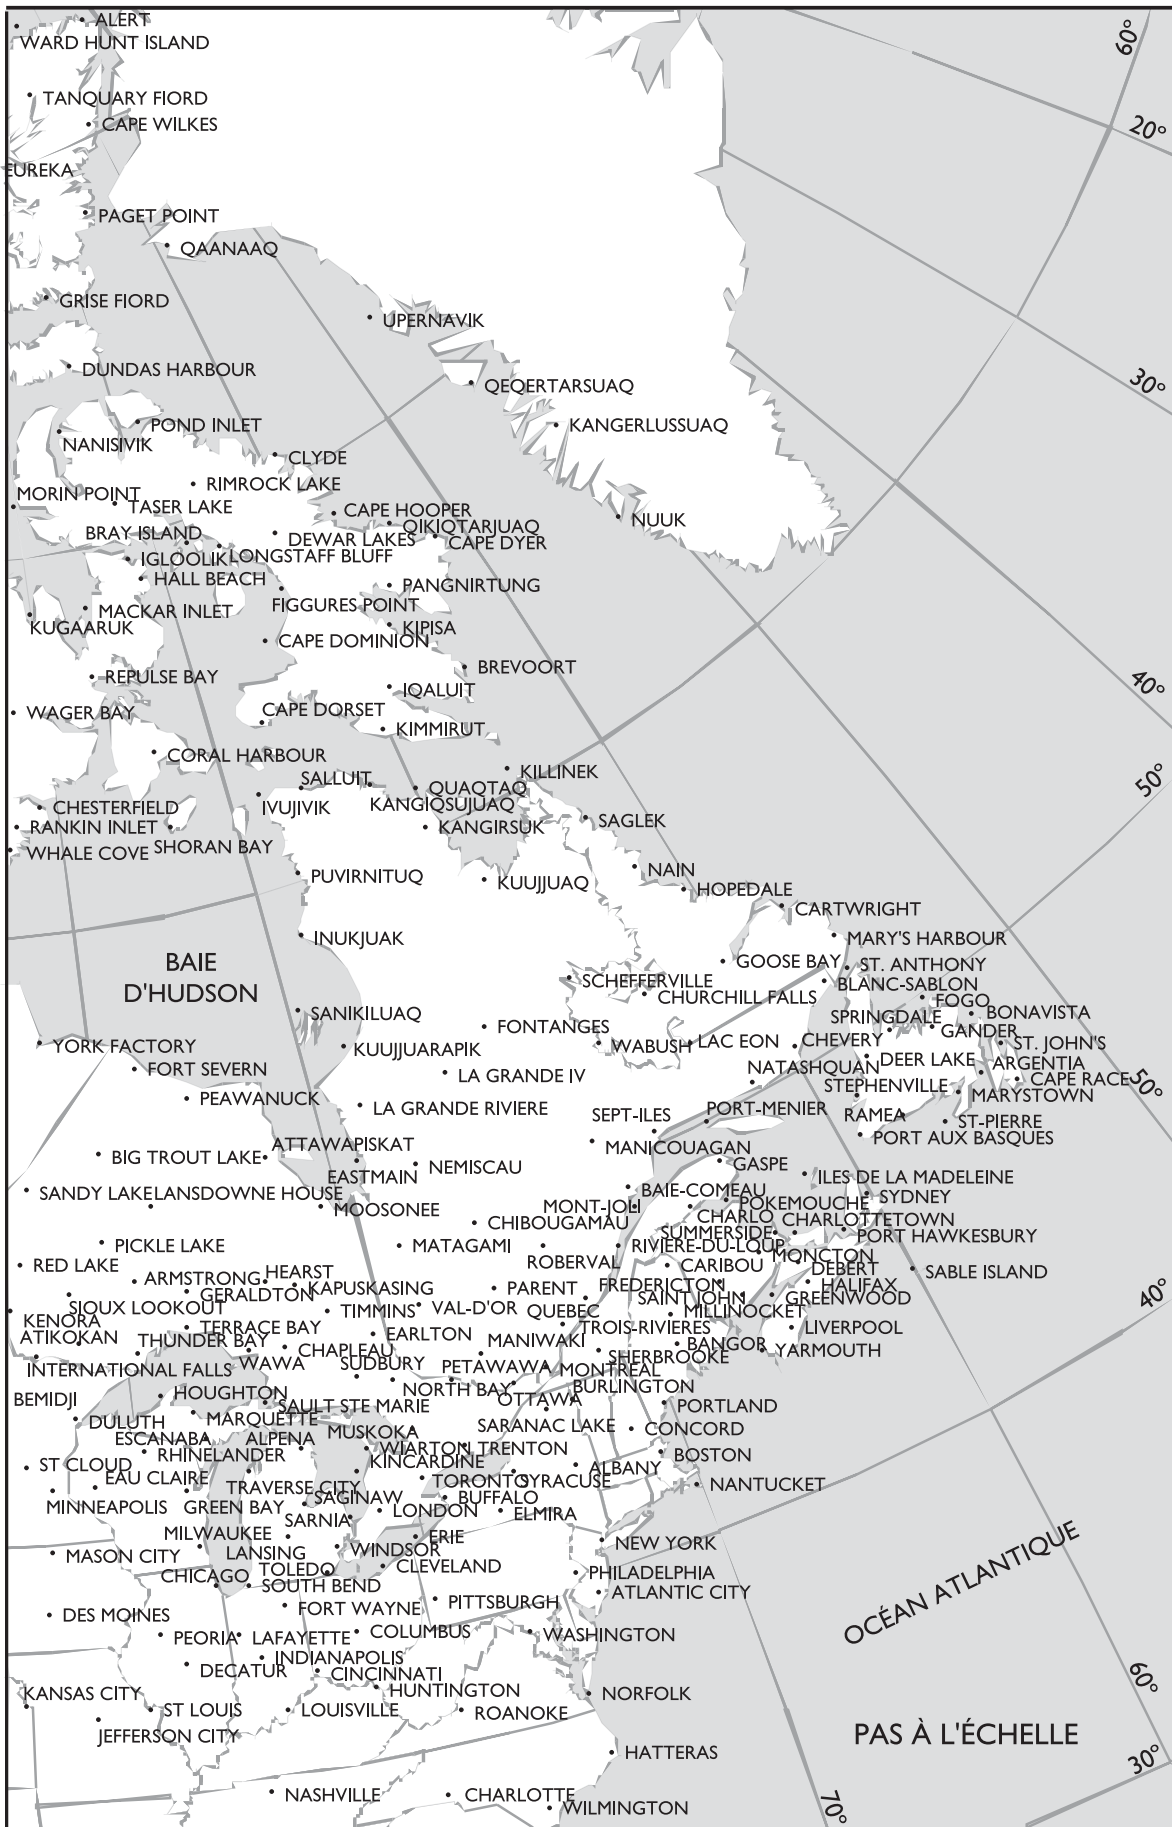 ALERT
WARD HUNT ISLAND
60°
TANQUARY FIORD
CAPE WILKES
20°
EUREKA
PAGET POINT
QAANAAQ
GRISE FIORD
UPERNAVIK
DUNDAS HARBOUR
QEQERTARSUAQ
30°
POND INLET
KANGERLUSSUAQ
NANISIVIK
CLYDE
RIMROCK LAKE
MORIN POINT
TASER LAKE
CAPE HOOPER
NUUK
QIKIQTARJUAQ
BRAY ISLAND
DEWAR LAKES
CAPE DYER
IGLOOLIK
LONGSTAFF BLUFF
HALL BEACH
PANGNIRTUNG
FIGGURES POINT
MACKAR INLET
KUGAARUK
KIPISA
CAPE DOMINION
BREVOORT
REPULSE BAY
40°
IQALUIT
WAGER BAY
CAPE DORSET
KIMMIRUT
CORAL HARBOUR
KILLINEK
SALLUIT
50°
QUAQTAQ
IVUJIVIK
KANGIQSUJUAQ
CHESTERFIELD
SAGLEK
RANKIN INLET
KANGIRSUK
SHORAN BAY
WHALE COVE
NAIN
PUVIRNITUQ
KUUJJUAQ
HOPEDALE
CARTWRIGHT
INUKJUAK
MARY'S HARBOUR
BAIE
D'HUDSON
GOOSE BAY
ST. ANTHONY
SCHEFFERVILLE
BLANC-SABLON
CHURCHILL FALLS
FOGO
SANIKILUAQ
SPRINGDALE
BONAVISTA
FONTANGES
GANDER
YORK FACTORY
KUUJJUARAPIK
WABUSH
LAC EON
CHEVERY
ST. JOHN'S
DEER LAKE
ARGENTIA
FORT SEVERN
LA GRANDE IV
NATASHQUAN
CAPE RACE
50°
STEPHENVILLE
MARYSTOWN
PEAWANUCK
LA GRANDE RIVIERE
SEPT-ILES
PORT-MENIER
RAMEA
ST-PIERRE
PORT AUX BASQUES
ATTAWAPISKAT
MANICOUAGAN
BIG TROUT LAKE
GASPE
EASTMAIN
NEMISCAU
ILES DE LA MADELEINE
SANDY LAKE
LANSDOWNE HOUSE
BAIE-COMEAU
SYDNEY
MOOSONEE
MONT-JOLI
POKEMOUCHE
CHARLO
CHARLOTTETOWN
CHIBOUGAMAU
SUMMERSIDE
PORT HAWKESBURY
PICKLE LAKE
MATAGAMI
RIVIERE-DU-LOUP
MONCTON
RED LAKE
ROBERVAL
CARIBOU
DEBERT
SABLE ISLAND
HEARST
ARMSTRONG
KAPUSKASING
PARENT
FREDERICTON
HALIFAX
GERALDTON
SAINT JOHN
GREENWOOD
40°
SIOUX LOOKOUT
TIMMINS
VAL-D'OR
QUEBEC
MILLINOCKET
KENORA
TERRACE BAY
EARLTON
TROIS-RIVIERES
LIVERPOOL
ATIKOKAN
THUNDER BAY
CHAPLEAU
MANIWAKI
BANGOR
YARMOUTH
SHERBROOKE
INTERNATIONAL FALLS
WAWA
SUDBURY
PETAWAWA
MONTREAL
NORTH BAY
BURLINGTON
BEMIDJI
HOUGHTON
SAULT STE MARIE
OTTAWA
PORTLAND
DULUTH
MARQUETTE
SARANAC LAKE
CONCORD
ESCANABA
ALPENA
MUSKOKA
RHINELANDER
WIARTON
TRENTON
BOSTON
ST CLOUD
KINCARDINE
ALBANY
EAU CLAIRE
TRAVERSE CITY
TORONTO
SYRACUSE
NANTUCKET
MINNEAPOLIS
GREEN BAY
SAGINAW
BUFFALO
SARNIA
LONDON
ELMIRA
MILWAUKEE
ERIE
NEW YORK
MASON CITY
LANSING
WINDSOR
CHICAGO
TOLEDO
CLEVELAND
PHILADELPHIA
SOUTH BEND
ATLANTIC CITY
OCÉAN ATLANTIQUE
DES MOINES
FORT WAYNE
PITTSBURGH
PEORIA
LAFAYETTE
COLUMBUS
WASHINGTON
DECATUR
INDIANAPOLIS
CINCINNATI
60°
KANSAS CITY
HUNTINGTON
NORFOLK
ST LOUIS
LOUISVILLE
ROANOKE
JEFFERSON CITY
PAS À L'ÉCHELLE
HATTERAS
30°
NASHVILLE
CHARLOTTE
WILMINGTON
70°